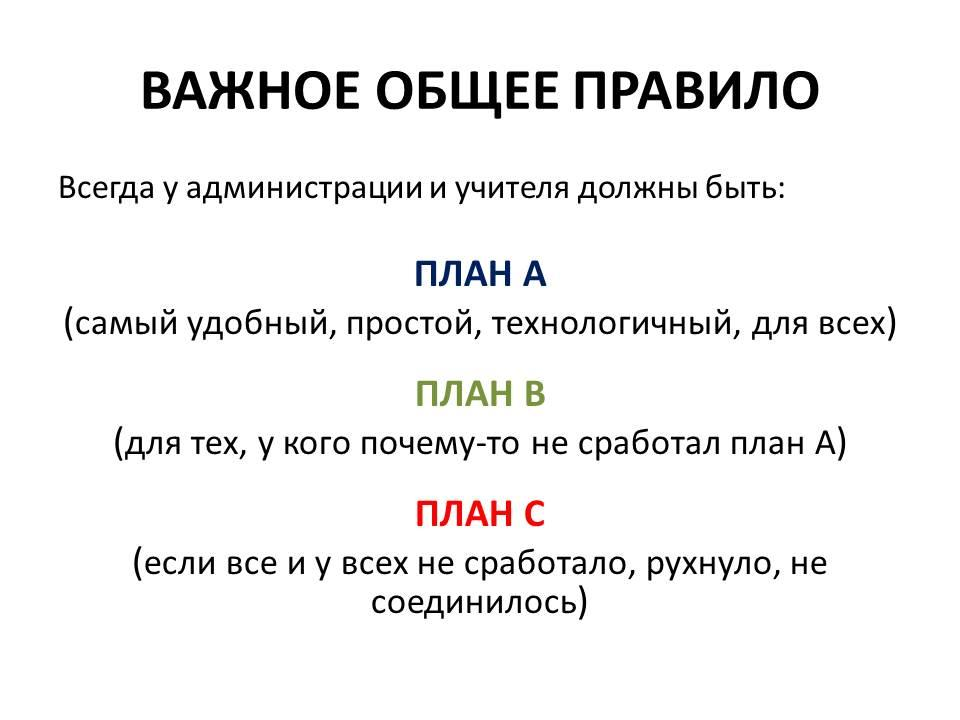 ВАЖНОЕ ОБЩЕЕ ПРАВИЛО
Всегда у администрации и учителя должны быть:
ПЛАН А
(самый удобный, простой, технологичный, для всех)
ПЛАН В
(для тех, у кого почему-то не сработал план А)
ПЛАН С
(если все и у всех не сработало, рухнуло, не
соединилось)